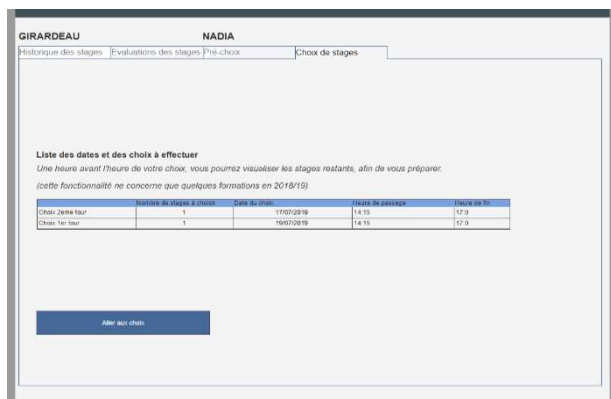 GIRARDEAU NADIA
Historique des stages Evaluations des stages Pré-choix Choix de stages
Liste des dates et des choix à effectuer
Une heure avant l'heure de votre choix, vous pourrez visualiser les stages restants, afin de vous préparer.
(cette fonctionnalité ne concerne que quelques formations en 2018/19)
Nombre de stages à choisir Date du choix Heure de passage Heure de fin
Choix 2ème tour 1 17/07/2019 14:15 17:0
Choix 1er tour 1 19/07/2019 14:15 17:0
Aller aux choix